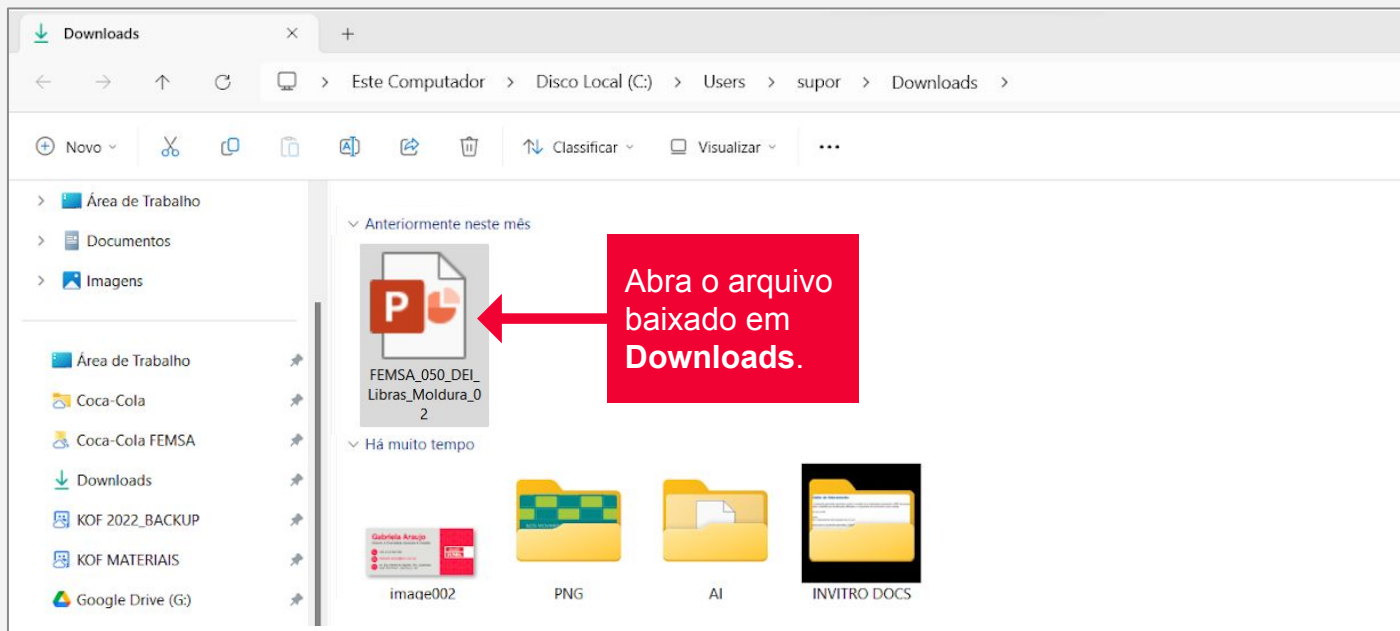 Downloads
Este Computador > Disco Local (C:) > Users > supor > Downloads >
Novo
Classificar
Visualizar
Área de Trabalho
Documentos
Imagens
Área de Trabalho
Coca-Cola
Coca-Cola FEMSA
Downloads
KOF 2022_BACKUP
KOF MATERIAIS
Google Drive (G:)
Anteriormente neste mês
P
FEMSA_050_DEI_
Libras_Moldura_0
2
Abra o arquivo
baixado em
Downloads.
Há muito tempo
Gabriela Araujo
image002
PNG
AI
INVITRO DOCS